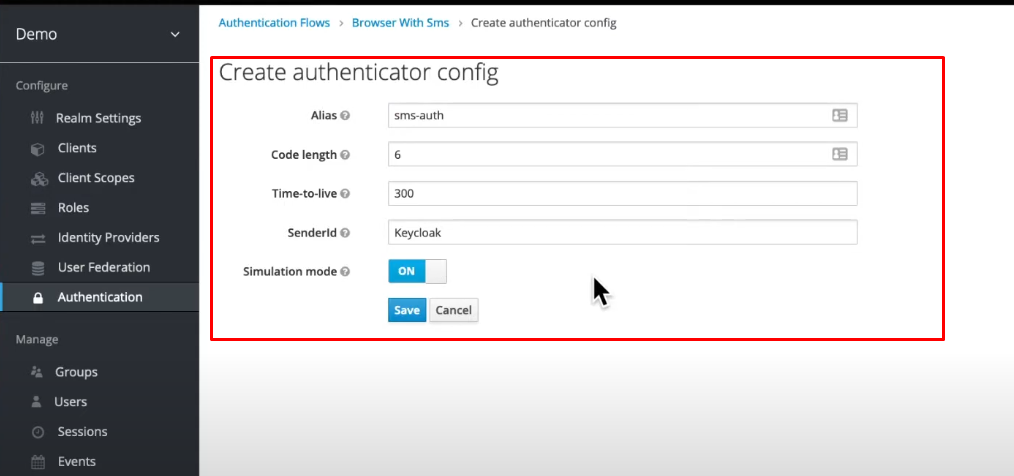 Demo
Configure
Realm Settings
Clients
Client Scopes
Roles
Identity Providers
User Federation
Authentication
Manage
Groups
Users
Sessions
Events
Authentication Flows > Browser With Sms > Create authenticator config
Create authenticator config
Alias sms-auth
Code length 6
Time-to-live 300
SenderId Keycloak
Simulation mode ON
Save Cancel